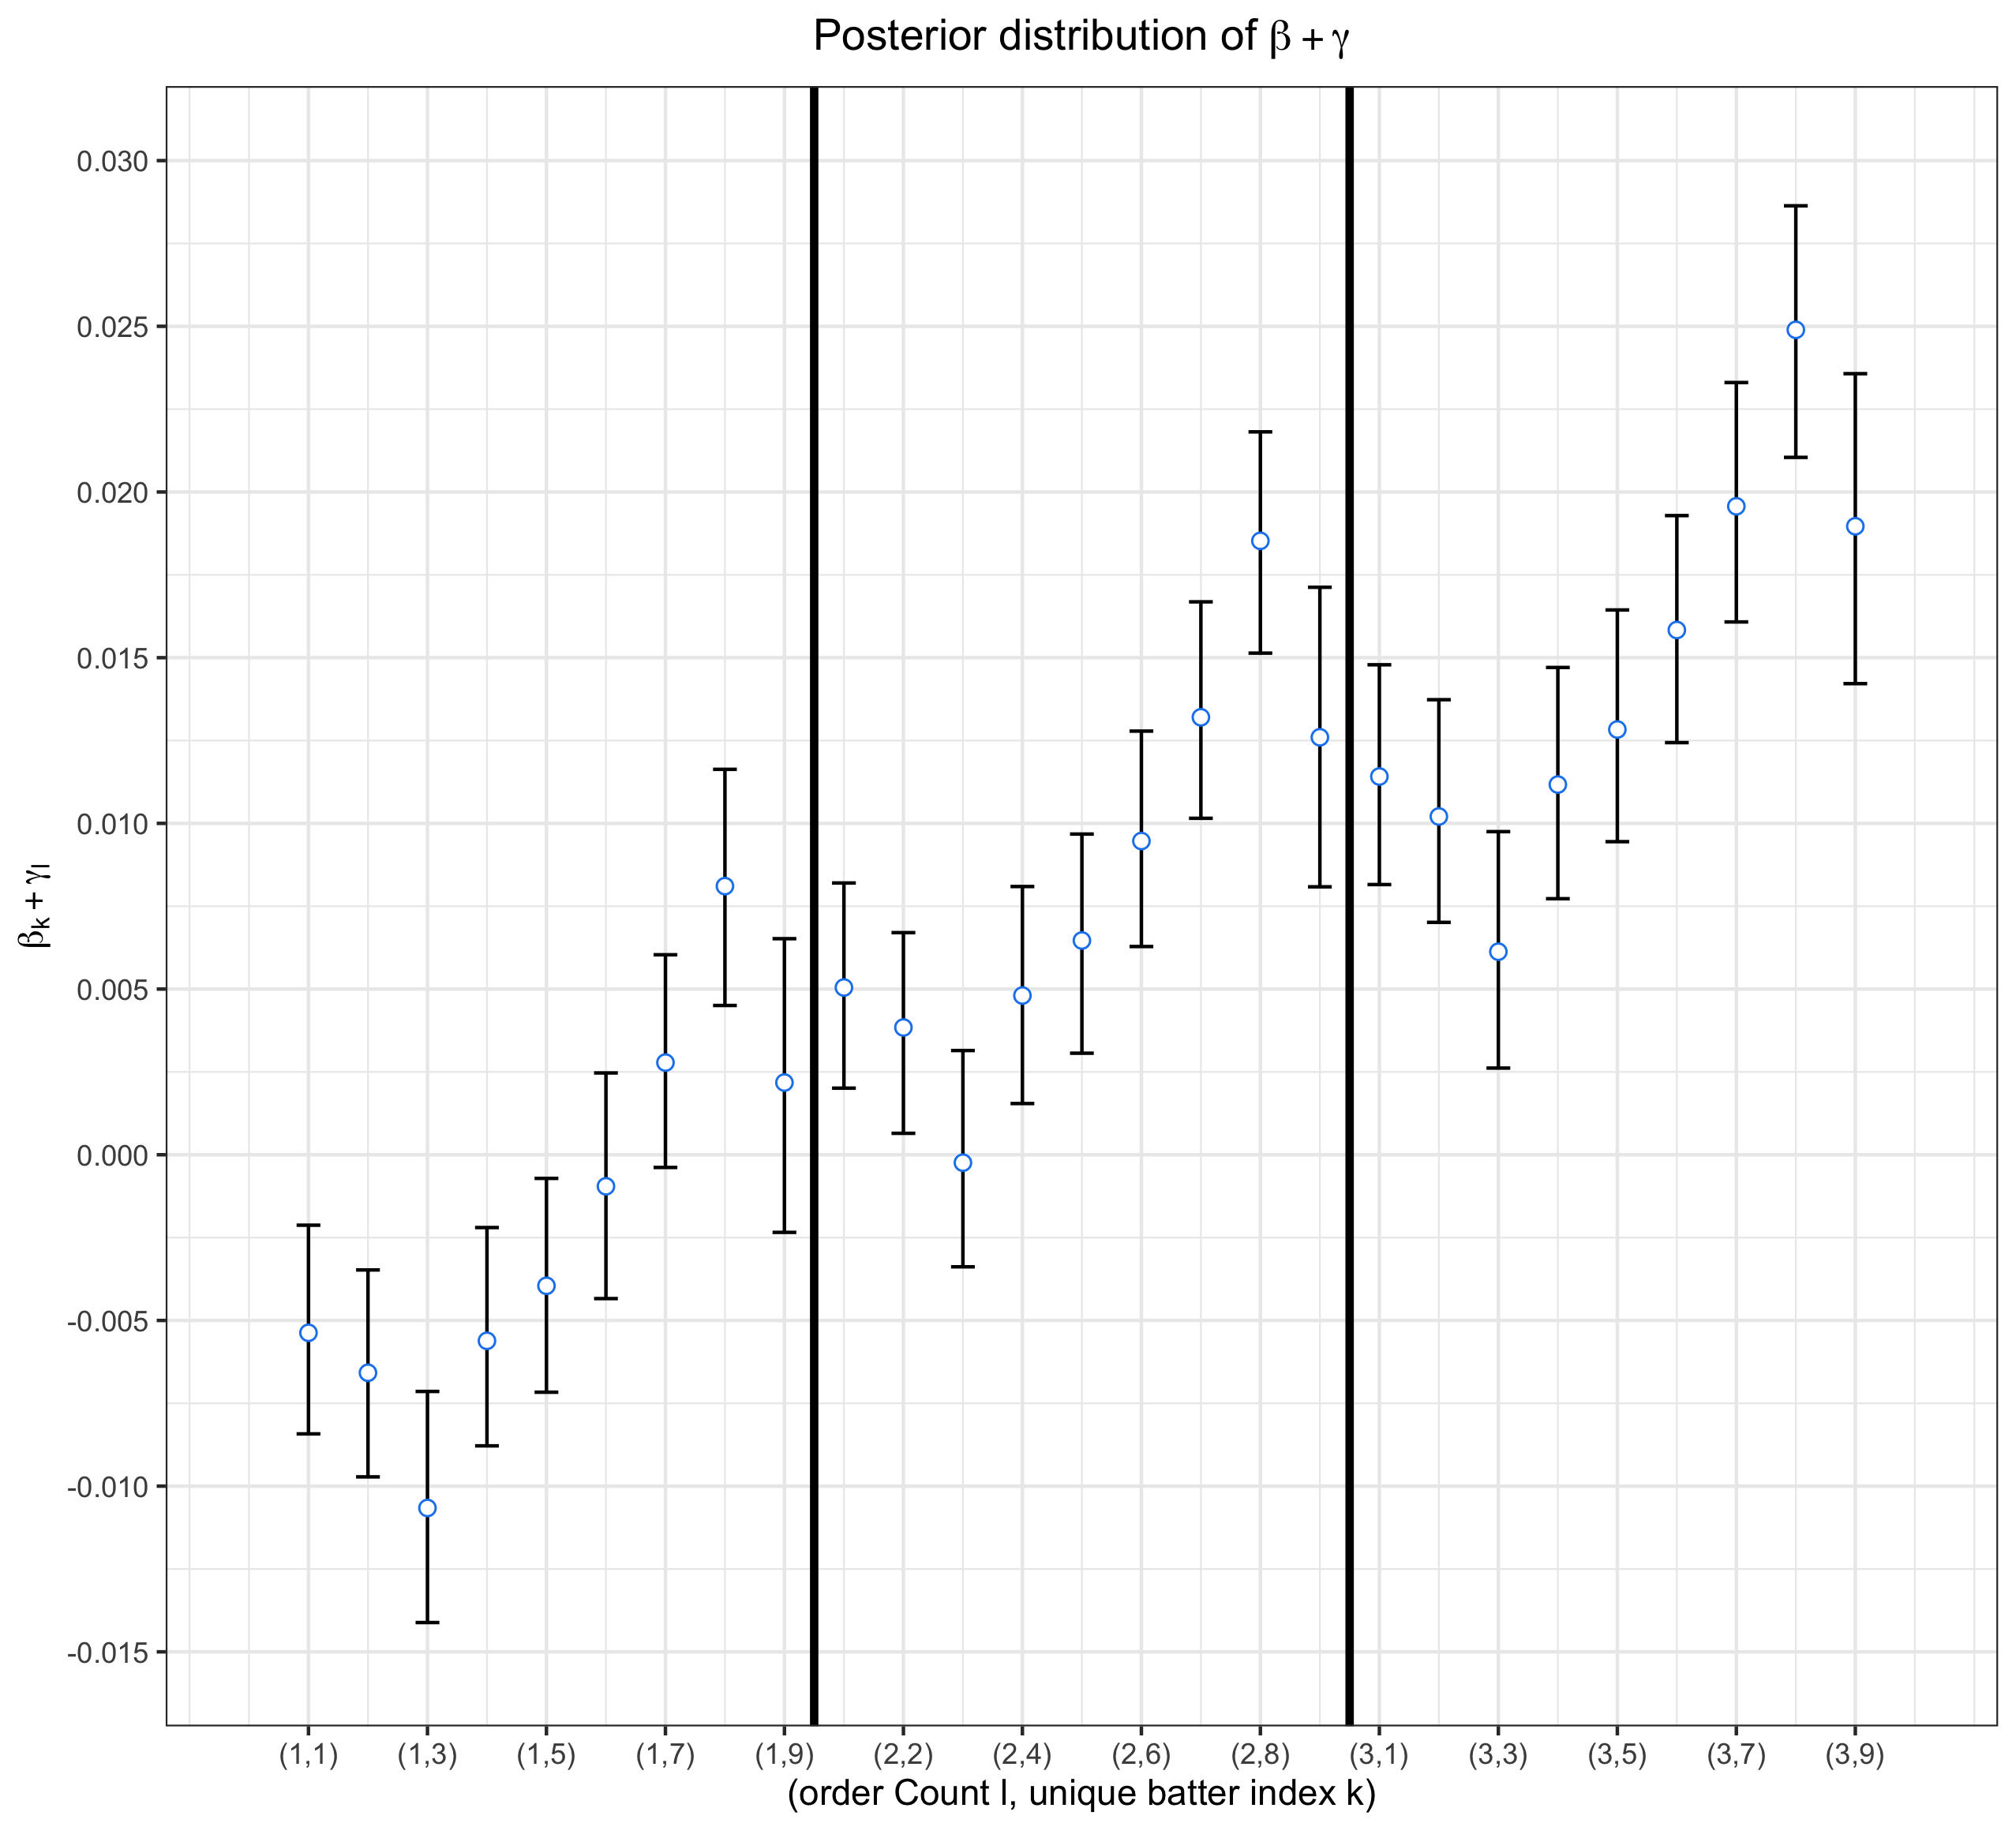 Posterior distribution of β + γ
0.030
0.025
0.020
0.015
0.010
0.005
0.000
-0.005
-0.010
-0.015
βk + γl
(1,1) (1,3) (1,5) (1,7) (1,9) (2,2) (2,4) (2,6) (2,8) (3,1) (3,3) (3,5) (3,7) (3,9)
(order Count l, unique batter index k)